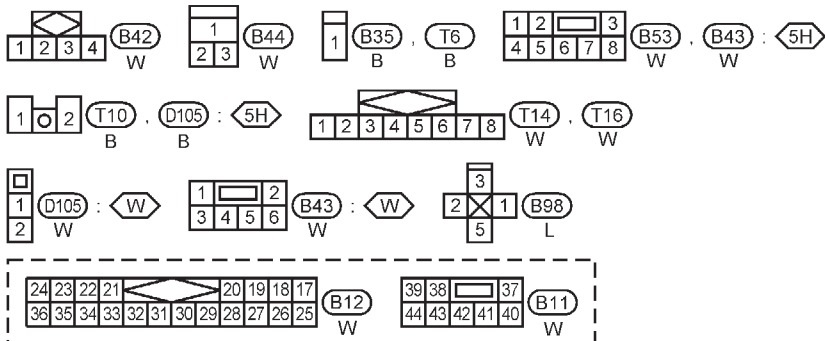 1 2 3 4 B42 W
1 2 3 B44 W
1 B35 B , T6 B
1 2 3 4 5 6 7 8 B53 W , B43 W : 5H
1 2 T10 B , D105 B : 5H
1 2 3 4 5 6 7 8 T14 W , T16 W
1 2 D105 W : W
1 2 3 4 5 6 B43 W : W
3 2 1 5 B98 L
24 23 22 21 20 19 18 17
36 35 34 33 32 31 30 29 28 27 26 25 B12 W
39 38 37
44 43 42 41 40 B11 W